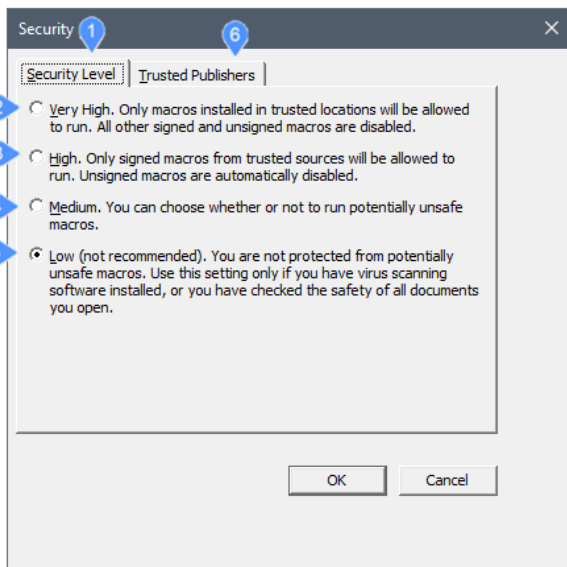 Security
1
6
Security Level Trusted Publishers
2 Very High. Only macros installed in trusted locations will be allowed
to run. All other signed and unsigned macros are disabled.
High. Only signed macros from trusted sources will be allowed to
run. Unsigned macros are automatically disabled.
Medium. You can choose whether or not to run potentially unsafe
macros.
Low (not recommended). You are not protected from potentially
unsafe macros. Use this setting only if you have virus scanning
software installed, or you have checked the safety of all documents
you open.
OK Cancel